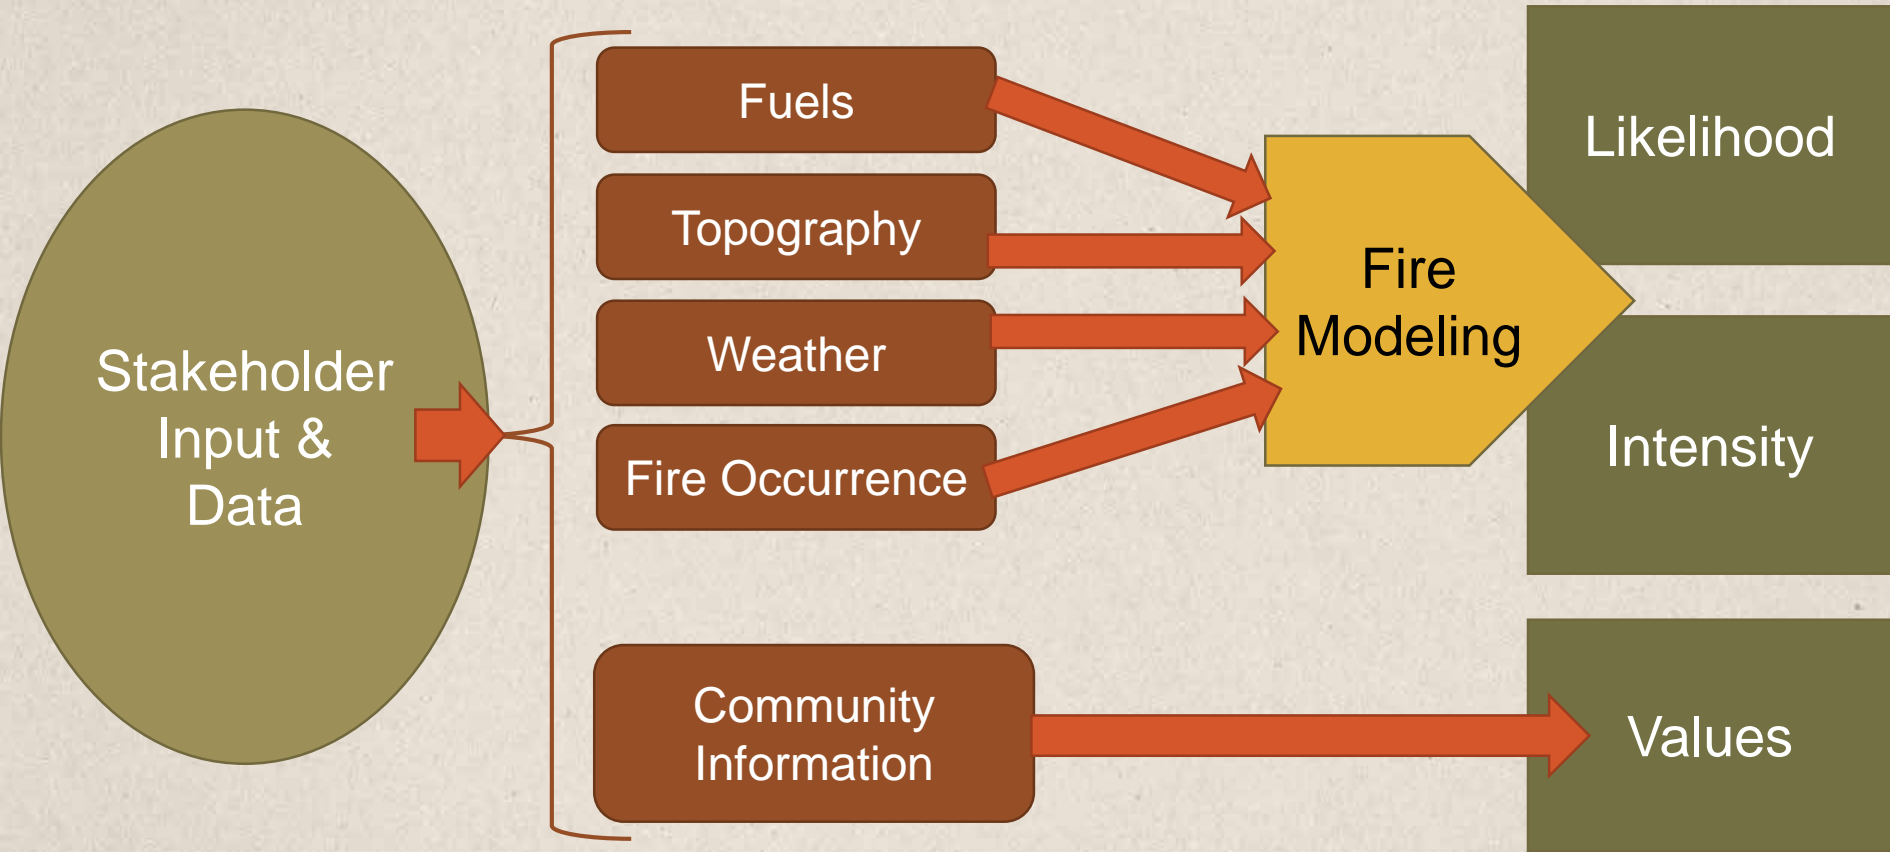 Stakeholder
Input &
Data
Fuels
Topography
Weather
Fire Occurrence
Community
Information
Fire
Modeling
Likelihood
Intensity
Values